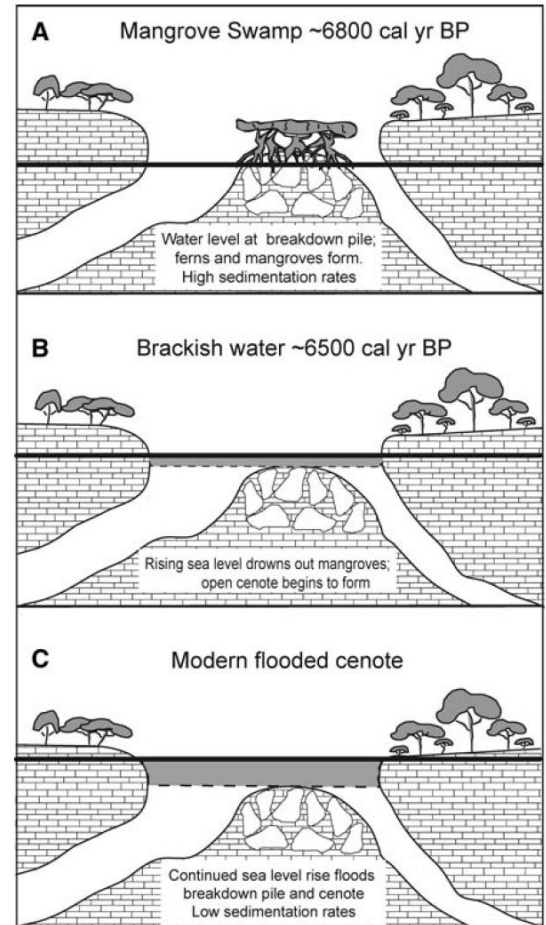 A
Mangrove Swamp ~6800 cal yr BP
Water level at breakdown pile;
ferns and mangroves form.
High sedimentation rates
B
Brackish water ~6500 cal yr BP
Rising sea level drowns out mangroves;
open cenote begins to form
C
Modern flooded cenote
Continued sea level rise floods
breakdown pile and cenote
Low sedimentation rates